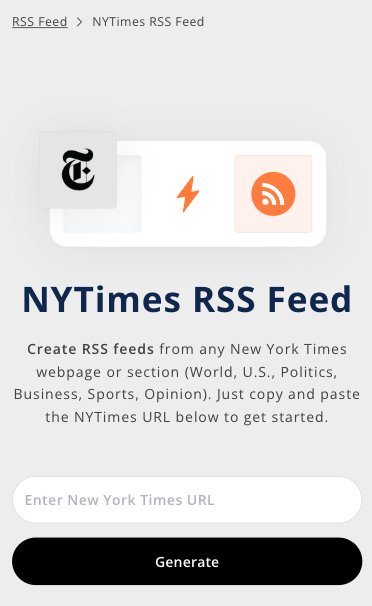 RSS Feed > NYTimes RSS Feed
T
NYTimes RSS Feed
Create RSS feeds from any New York Times
webpage or section (World, U.S., Politics,
Business, Sports, Opinion). Just copy and paste
the NYTimes URL below to get started.
Enter New York Times URL
Generate